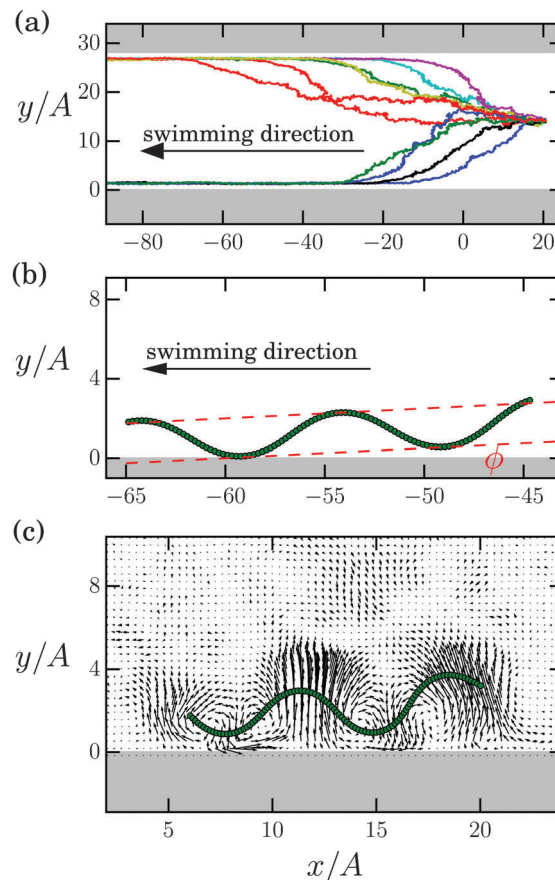 (a)
30
20
10
0
y/A
swimming direction
−80 −60 −40 −20 0 20
(b)
8
4
0
y/A
swimming direction
ϕ
−65 −60 −55 −50 −45
(c)
8
4
0
y/A
5 10 15 20
x/A